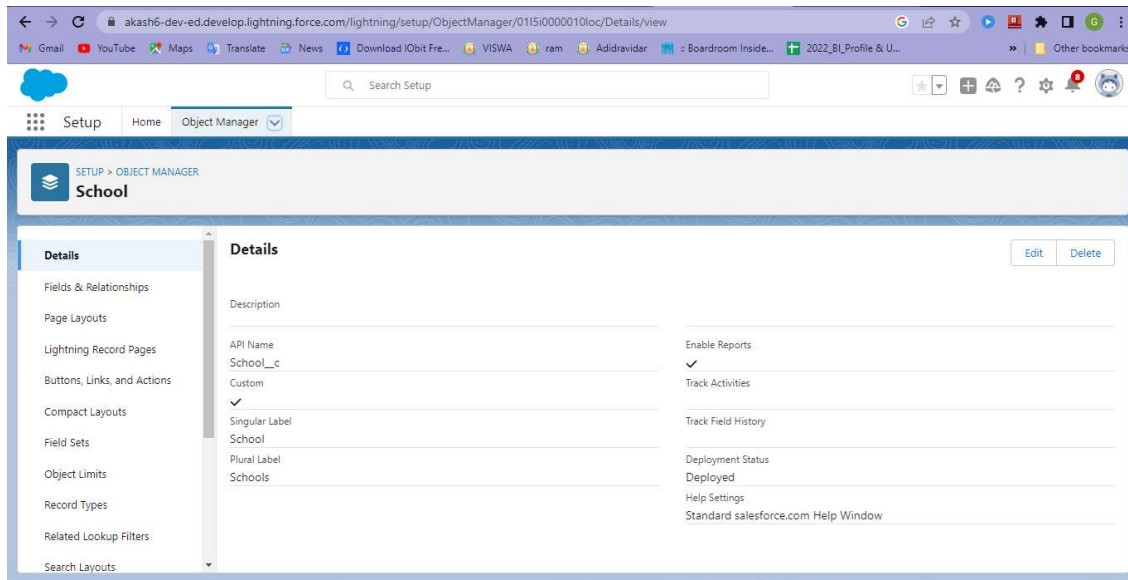 akash6-dev-ed.develop.lightning.force.com/lightning/setup/ObjectManager/01I5i0000010loc/Details/view
G
Gmail YouTube Maps Translate News Download IObit Fre... VISWA ram Adidravidar :: Boardroom Inside... 2022_BI_Profile & U... » Other bookmarks
Search Setup
8
Setup Home Object Manager
SETUP > OBJECT MANAGER
School
Details
Fields & Relationships
Page Layouts
Lightning Record Pages
Buttons, Links, and Actions
Compact Layouts
Field Sets
Object Limits
Record Types
Related Lookup Filters
Search Layouts
Details
Edit Delete
Description
API Name
School__c
Custom
Singular Label
School
Plural Label
Schools
Enable Reports
Track Activities
Track Field History
Deployment Status
Deployed
Help Settings
Standard salesforce.com Help Window